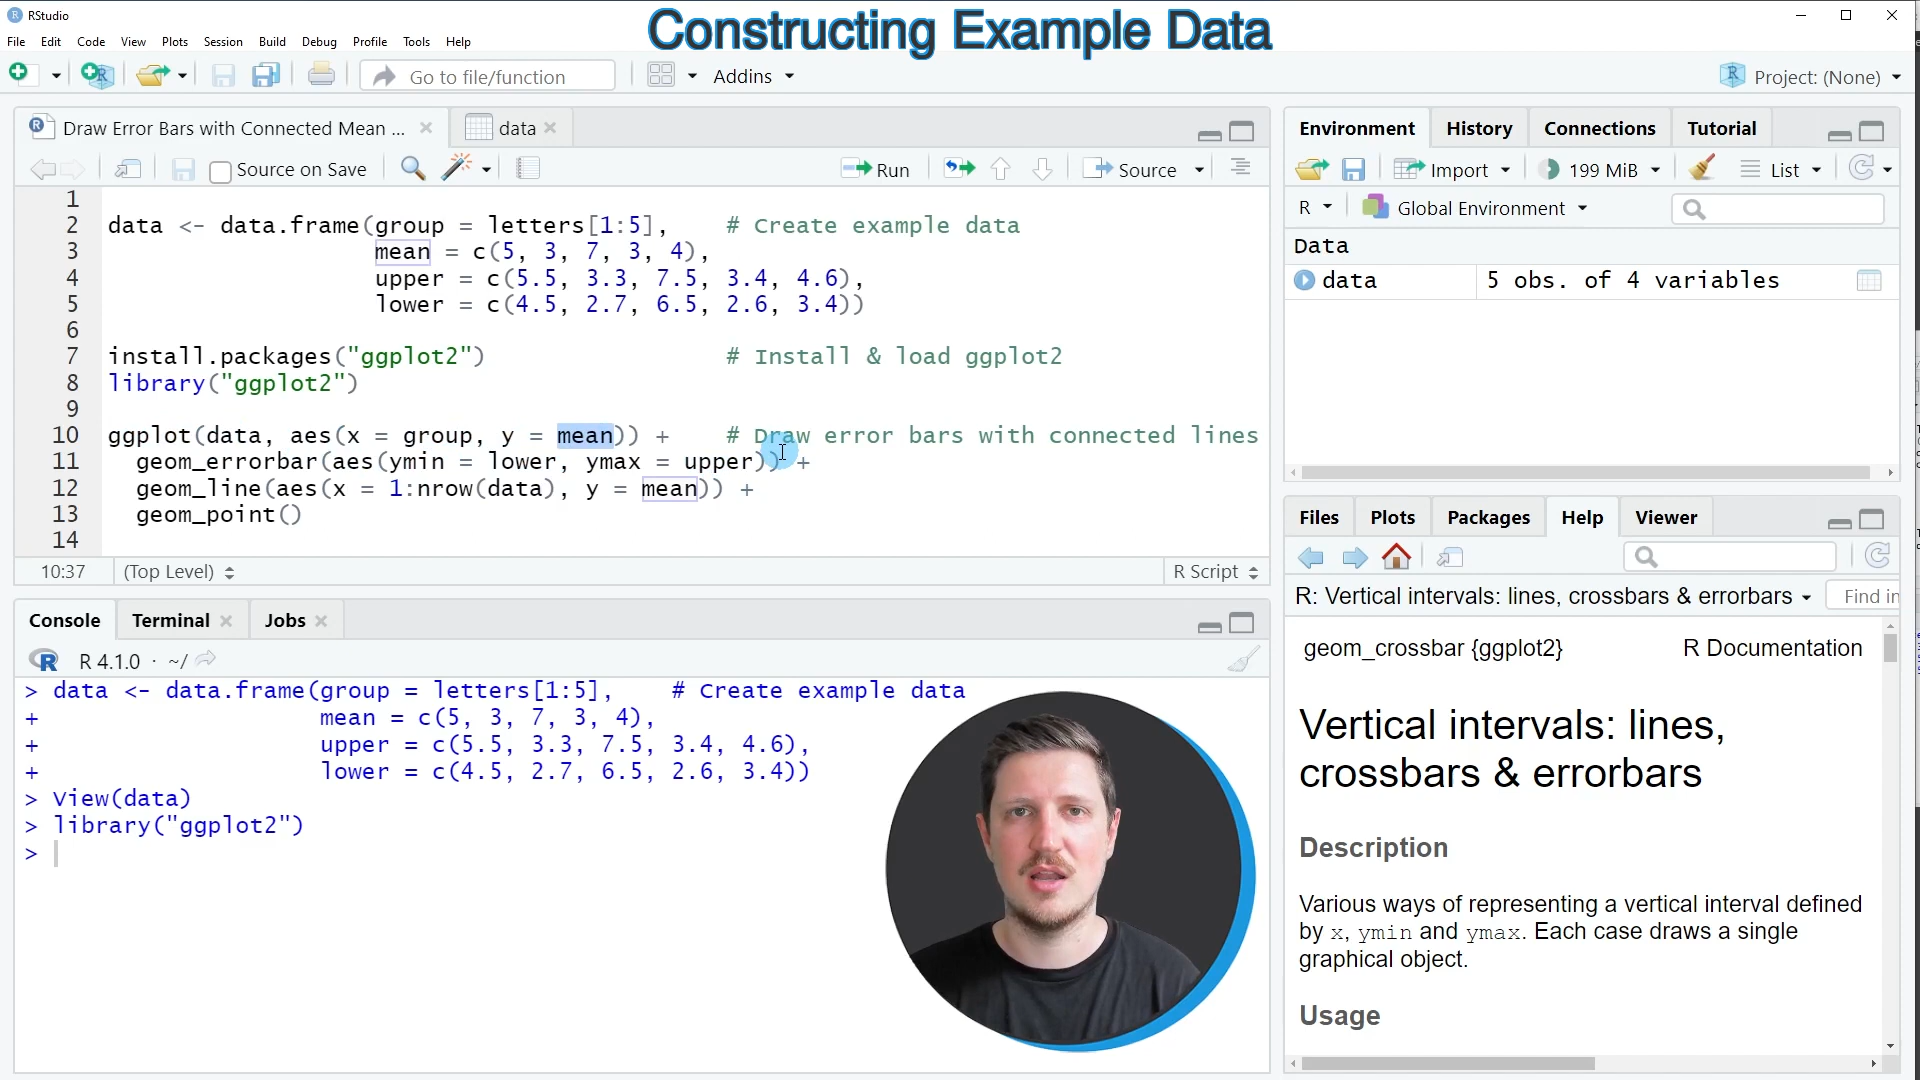 RStudio
Constructing Example Data
File Edit Code View Plots Session Build Debug Profile Tools Help
Go to file/function Addins Project: (None)
Draw Error Bars with Connected Mean ... data
Source on Save Run Source
1
2 data <- data.frame(group = letters[1:5],    # Create example data
3                    mean = c(5, 3, 7, 3, 4),
4                    upper = c(5.5, 3.3, 7.5, 3.4, 4.6),
5                    lower = c(4.5, 2.7, 6.5, 2.6, 3.4))
6
7 install.packages("ggplot2")                 # Install & load ggplot2
8 library("ggplot2")
9
10 ggplot(data, aes(x = group, y = mean)) +    # Draw error bars with connected lines
11   geom_errorbar(aes(ymin = lower, ymax = upper)) +
12   geom_line(aes(x = 1:nrow(data), y = mean)) +
13   geom_point()
14
10:37 (Top Level) R Script
Console Terminal Jobs
R 4.1.0 · ~/
> data <- data.frame(group = letters[1:5],    # Create example data
+                    mean = c(5, 3, 7, 3, 4),
+                    upper = c(5.5, 3.3, 7.5, 3.4, 4.6),
+                    lower = c(4.5, 2.7, 6.5, 2.6, 3.4))
> View(data)
> library("ggplot2")
>
Environment History Connections Tutorial
Import 199 MiB List
R Global Environment
Data
data 5 obs. of 4 variables
Files Plots Packages Help Viewer
R: Vertical intervals: lines, crossbars & errorbars Find in
geom_crossbar {ggplot2} R Documentation
Vertical intervals: lines,
crossbars & errorbars
Description
Various ways of representing a vertical interval defined
by x, ymin and ymax. Each case draws a single
graphical object.
Usage